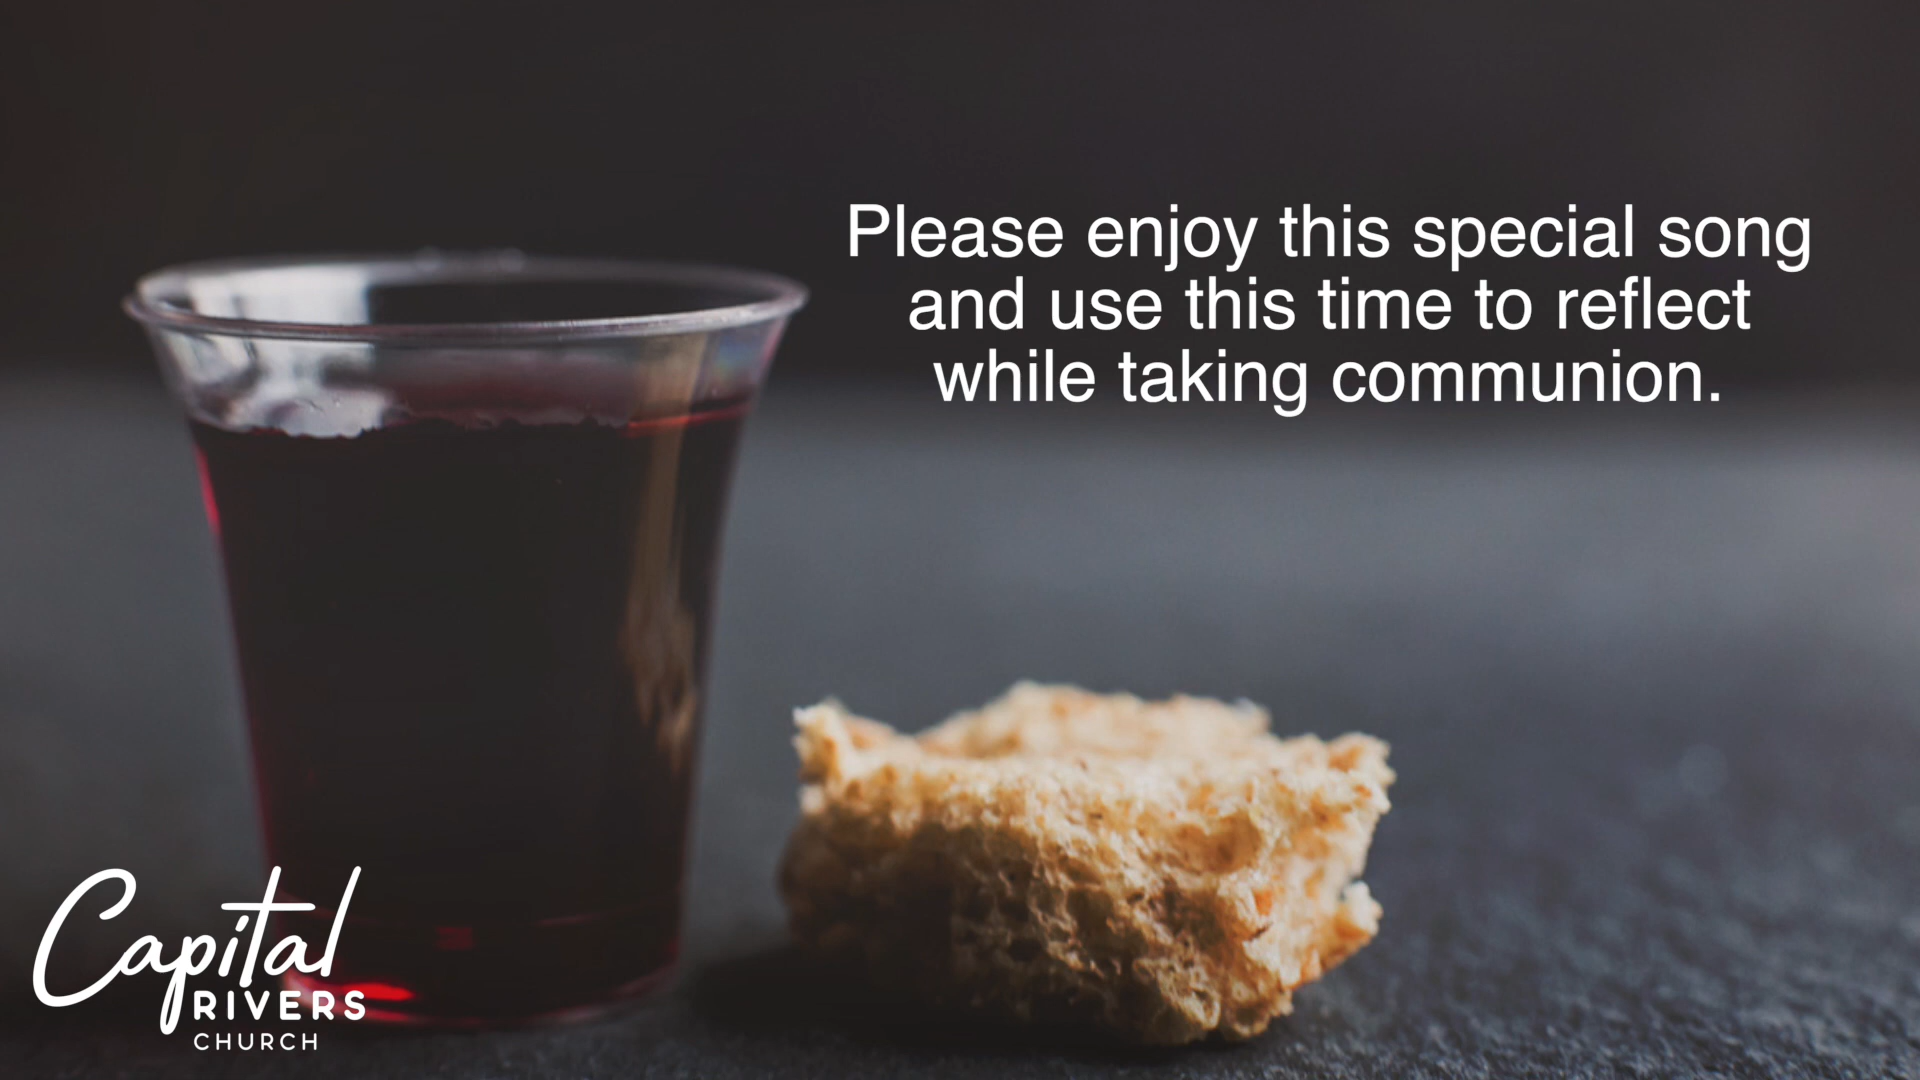 Please enjoy this special song
and use this time to reflect
while taking communion.
Capital
RIVERS
CHURCH